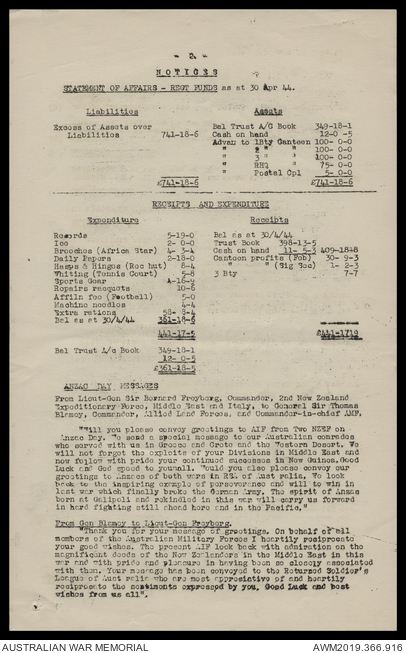 - 2. -
NOTICES
STATEMENT OF AFFAIRS - REGT FUNDS as at 30 Apr 44.
Liabilities Assets
Excess of Assets over Liabilities 741-18-6
Bal Trust A/C Book 349-18-1
Cash on hand 12-0 -5
Advan to 1Bty Canteen 100- 0-0
" 2 " " 100- 0-0
" 3 " " 100- 0-0
" RHQ " 75- 0-0
" Postal Cpl 5- 0-0
£741-18-6 £741-18-6
RECEIPTS AND EXPENDITURE
Expenditure Receipts
Records 5-19-0
Ice 2- 0-0
Brooches (Africa Star) 4- 3-4
Daily Papers 2-18-0
Hasps & Hinges (Rec hut) 8-4
Whiting (Tennis Court) 5-8
Sports Gear 4-16-9
Repairs racquets 10-6
Affiln fee (Football) 5-0
Machine needles 4-4
Extra rations
Bal as at 30/4/44 361-18-6
441-17-5
Bal as at 30/4/44
Trust Book 398-13-5
Cash on hand 11- 5-3 409-18-8
Canteen profits (Feb) 30- 9-3
" " (Sig Sec) 1- 2-3
3 Bty 7-7
Bal Trust A/c Book 349-18-1
12- 0-5
£361-18-5
ANZAC DAY MESSAGES
From Lieut-Gen Sir Bernard Freyberg, Commander, 2nd New Zealand
Expeditionary Force, Middle East and Italy, to General Sir Thomas
Blamey, Commander, Allied Land Forces, and Commander-in-chief AMF.
"Will you please convey greetings to AIF from Two NZEF on
Anzac Day. We send a special message to our Australian comrades
who served with us in Greece and Crete and the Western Desert. We
will not forget the exploits of your Divisions in Middle East and
now follow with pride your continued successes in New Guinea. Good
Luck and God speed to you all. Would you also please convey our
greetings to Anzacs of both wars in RSL of Aust ralia. We look
back to the inspiring example of perseverance and will to win in
last war which finally broke the German Army. The spirit of Anzac
born at Gallipoli and rekindled in this war will carry us forward
in hard fighting still ahead here and in the Pacific."
From Gen Blamey to Lieut-Gen Freyberg.
"Thank you for your message of greetings. On behalf of all
members of the Australian Military Forces I heartily reciprocate
your good wishes. The present AIF look back with admiration on the
magnificent deeds of the New Zealanders in the Middle East in this
war and with pride and pleasure in having been so closely associated
with them. Your message has been conveyed to the Returned Soldier's
League of Aust ralia who are most appreciative of and heartily
reciprocate the sentiments expressed by you. Good Luck and best
wishes from us all".
AUSTRALIAN WAR MEMORIAL AWM2019.366.916